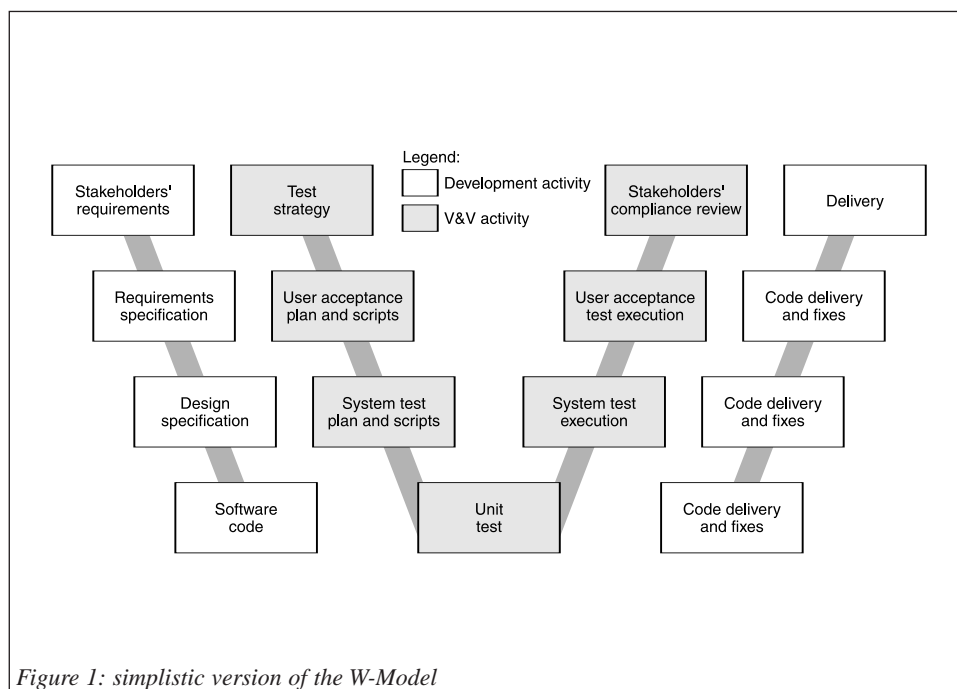 Legend:
Development activity
V&V activity
Stakeholders'
requirements
Test
strategy
Stakeholders'
compliance review
Delivery
Requirements
specification
User acceptance
plan and scripts
User acceptance
test execution
Code delivery
and fixes
Design
specification
System test
plan and scripts
System test
execution
Code delivery
and fixes
Software
code
Unit
test
Code delivery
and fixes
Figure 1: simplistic version of the W-Model